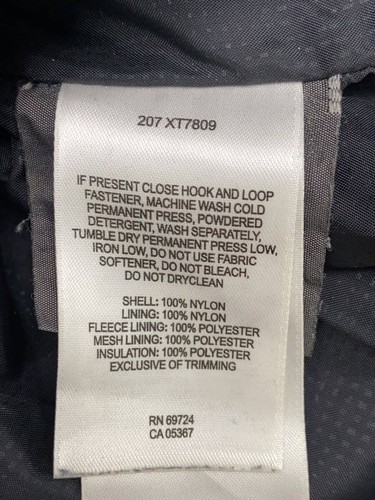 207 XT7809
IF PRESENT CLOSE HOOK AND LOOP
FASTENER, MACHINE WASH COLD
PERMANENT PRESS, POWDERED
DETERGENT, WASH SEPARATELY,
TUMBLE DRY PERMANENT PRESS LOW,
IRON LOW, DO NOT USE FABRIC
SOFTENER, DO NOT BLEACH,
DO NOT DRYCLEAN
SHELL: 100% NYLON
LINING: 100% NYLON
FLEECE LINING: 100% POLYESTER
MESH LINING: 100% POLYESTER
INSULATION: 100% POLYESTER
EXCLUSIVE OF TRIMMING
RN 69724
CA 05367